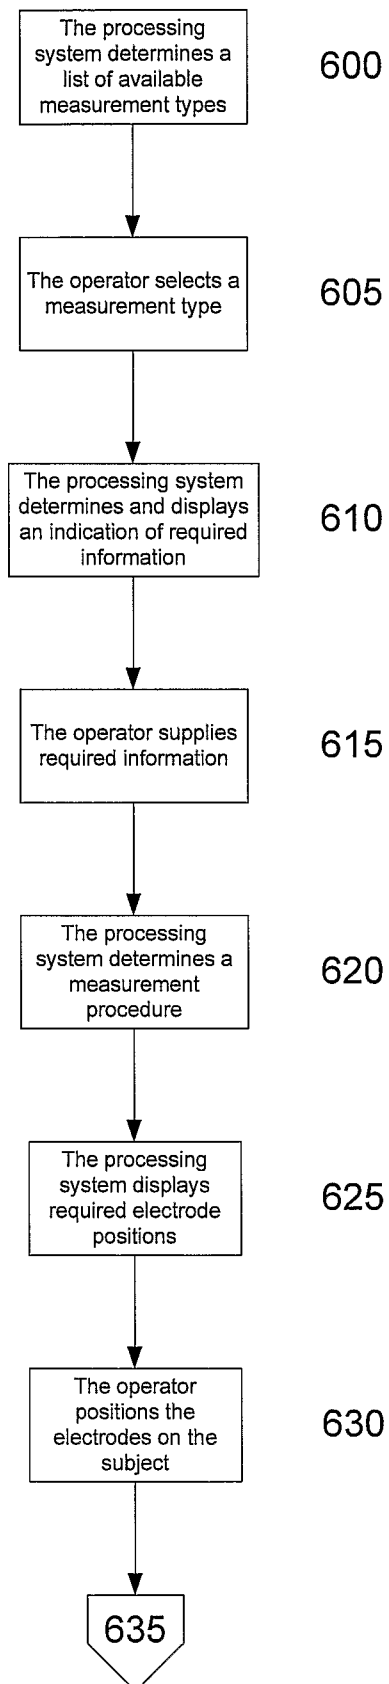 The processing
system determines a
list of available
measurement types
600
The operator selects a
measurement type
605
The processing system
determines and displays
an indication of required
information
610
The operator supplies
required information
615
The processing
system determines a
measurement
procedure
620
The processing
system displays
required electrode
positions
625
The operator
positions the
electrodes on the
subject
630
635